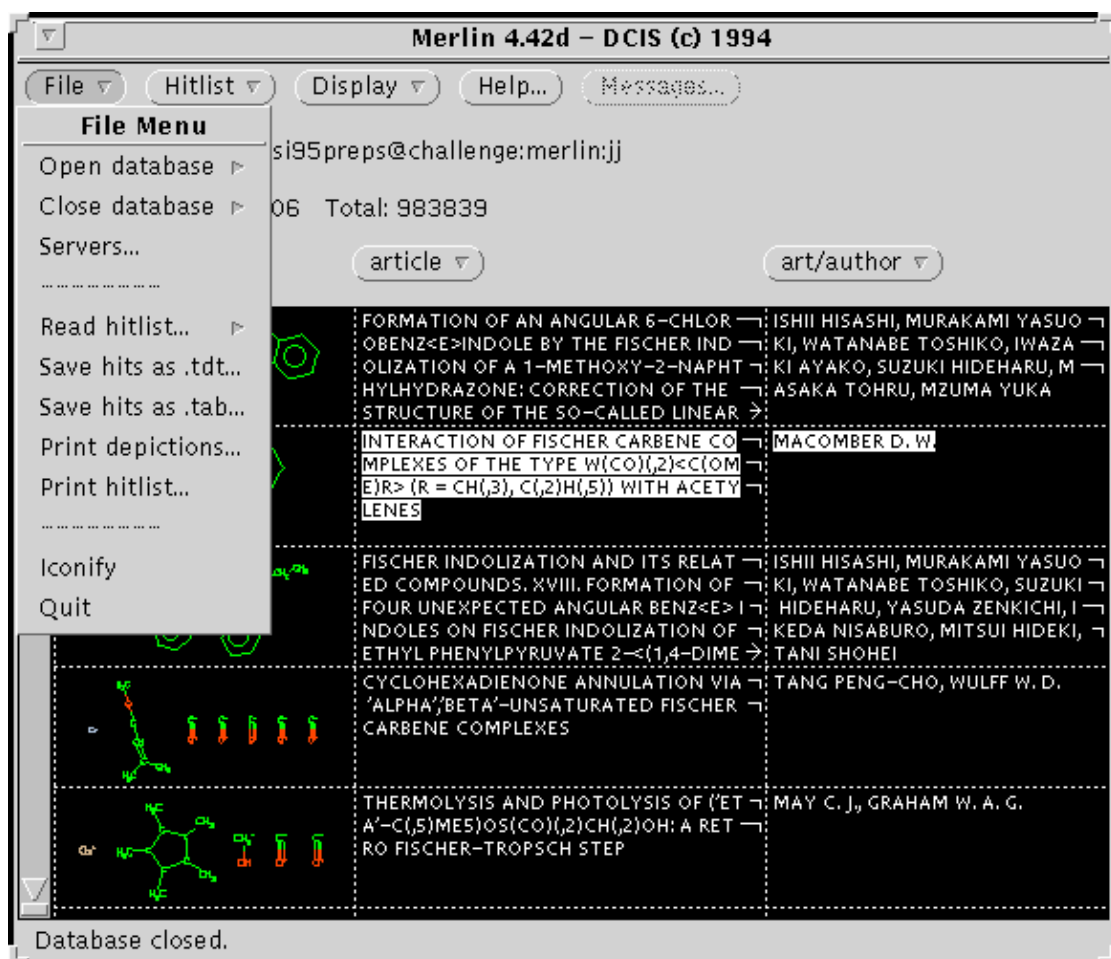 Merlin 4.42d – DCIS (c) 1994
File Hitlist Display Help... Messages...
File Menu
Open database
Close database
Servers...
Read hitlist...
Save hits as .tdt...
Save hits as .tab...
Print depictions...
Print hitlist...
Iconify
Quit
si95preps@challenge:merlin:jj
06 Total: 983839
article art/author
FORMATION OF AN ANGULAR 6–CHLOR
OBENZ<E>INDOLE BY THE FISCHER IND
OLIZATION OF A 1–METHOXY–2–NAPHT
HYLHYDRAZONE: CORRECTION OF THE
STRUCTURE OF THE SO–CALLED LINEAR
ISHII HISASHI, MURAKAMI YASUO
KI, WATANABE TOSHIKO, IWAZA
KI AYAKO, SUZUKI HIDEHARU, M
ASAKA TOHRU, MZUMA YUKA
INTERACTION OF FISCHER CARBENE CO
MPLEXES OF THE TYPE W(CO)(,2)<C(OM
E)R> (R = CH(,3), C(,2)H(,5)) WITH ACETY
LENES
MACOMBER D. W.
FISCHER INDOLIZATION AND ITS RELAT
ED COMPOUNDS. XVIII. FORMATION OF
FOUR UNEXPECTED ANGULAR BENZ<E> I
NDOLES ON FISCHER INDOLIZATION OF
ETHYL PHENYLPYRUVATE 2–<(1,4–DIME
ISHII HISASHI, MURAKAMI YASUO
KI, WATANABE TOSHIKO, SUZUKI
HIDEHARU, YASUDA ZENKICHI, I
KEDA NISABURO, MITSUI HIDEKI,
TANI SHOHEI
CYCLOHEXADIENONE ANNULATION VIA
'ALPHA','BETA'–UNSATURATED FISCHER
CARBENE COMPLEXES
TANG PENG–CHO, WULFF W. D.
THERMOLYSIS AND PHOTOLYSIS OF ('ET
A'–C(,5)ME5)OS(CO)(,2)CH(,2)OH: A RET
RO FISCHER–TROPSCH STEP
MAY C. J., GRAHAM W. A. G.
Database closed.